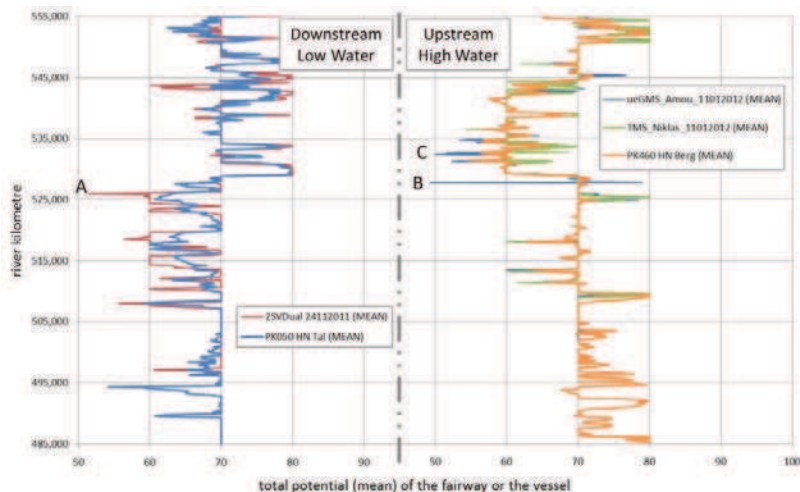 555,000
545,000
535,000
525,000
515,000
505,000
495,000
485,000
river kilometre
Downstream
Low Water
Upstream
High Water
A
B
C
ueGMS_Amou_11012012 (MEAN)
TMS_Niklas_11012012 (MEAN)
PK460 HN Berg (MEAN)
2SVDual 24112011 (MEAN)
PK050 HN Tal (MEAN)
50 60 70 80 90 50 60 70 80 90 100
total potential (mean) of the fairway or the vessel